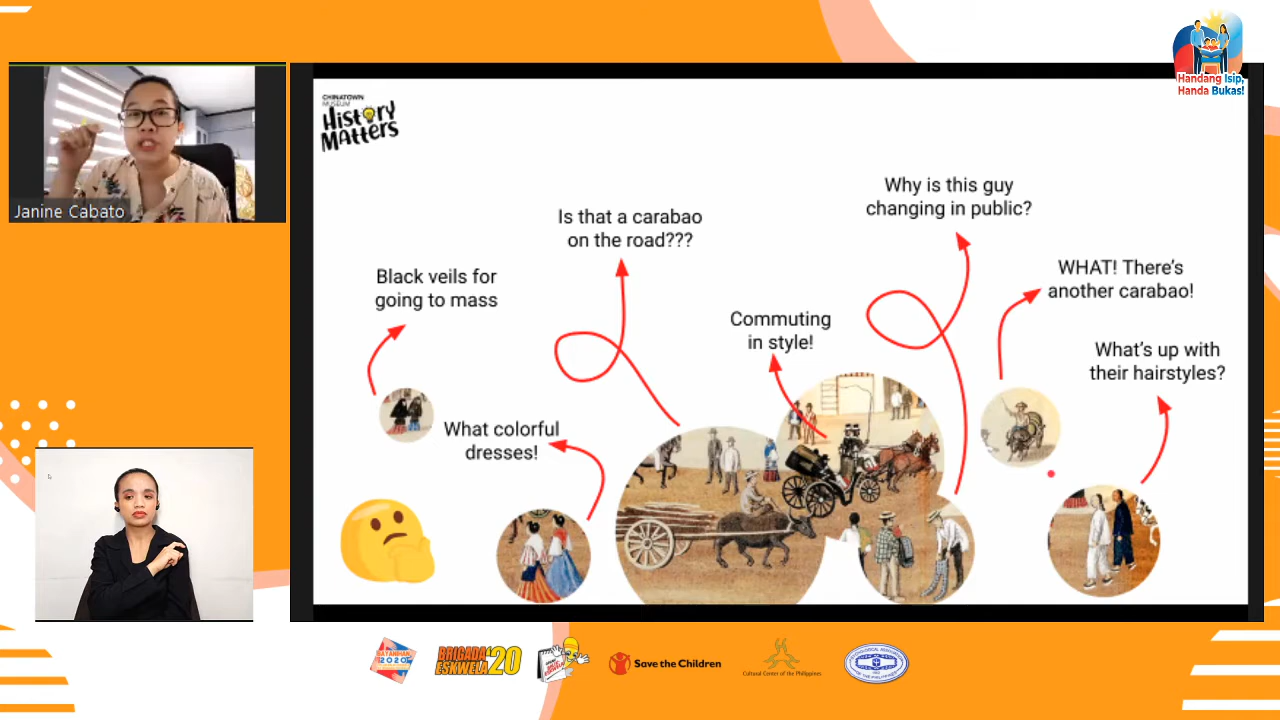 Handang Isip,
Handa Bukas!
Janine Cabato
CHINATOWN
MUSEUM
History
Matters
Why is this guy
changing in public?
Is that a carabao
on the road???
Black veils for
going to mass
WHAT! There's
another carabao!
Commuting
in style!
What's up with
their hairstyles?
What colorful
dresses!
BATANIHAN
2020
BRIGADA
ESKWELA
'20
Save the Children
Cultural Center of the Philippines